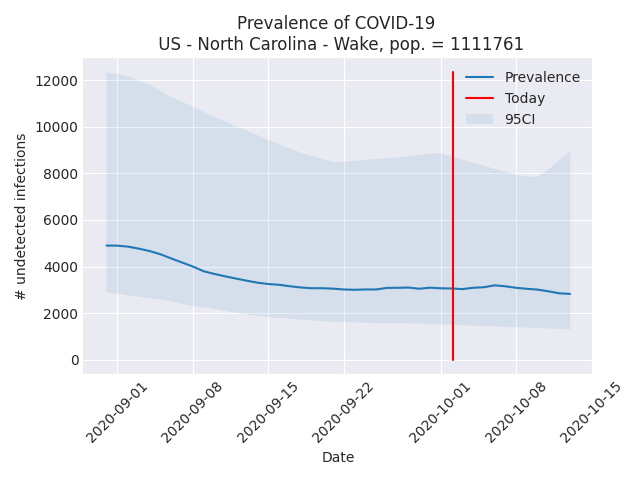 Prevalence of COVID-19
US - North Carolina - Wake, pop. = 1111761
Prevalence
Today
95CI
12000
10000
8000
6000
4000
2000
0
# undetected infections
2020-09-01
2020-09-08
2020-09-15
2020-09-22
2020-10-01
2020-10-08
2020-10-15
Date